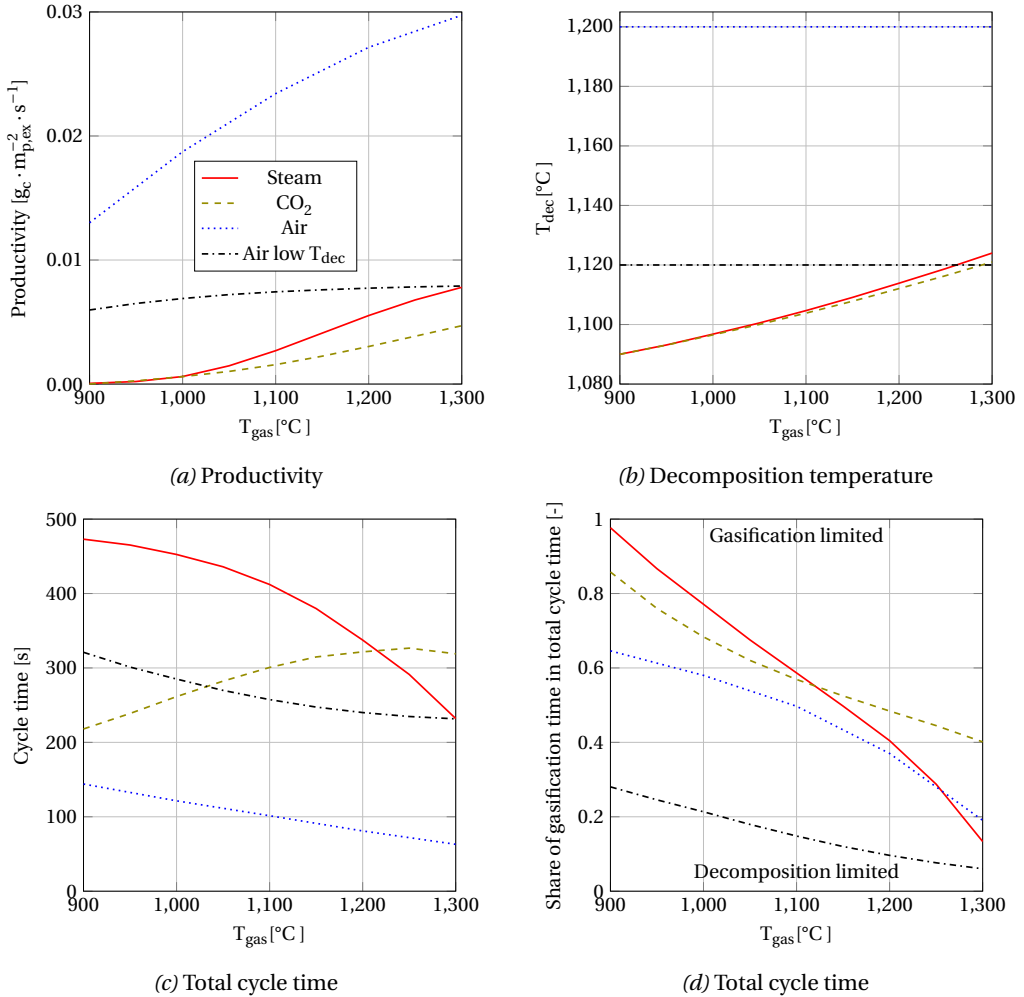 0.03
0.02
0.01
0.00
900
1,000
1,100
1,200
1,300
Productivity [g_c · m_{p,ex}^{−2} · s^{−1}]
T_gas [°C]
Steam
CO₂
Air
Air low T_dec
(a) Productivity
1,200
1,180
1,160
1,140
1,120
1,100
1,080
900
1,000
1,100
1,200
1,300
T_dec [°C]
T_gas [°C]
(b) Decomposition temperature
500
400
300
200
100
0
900
1,000
1,100
1,200
1,300
Cycle time [s]
T_gas [°C]
(c) Total cycle time
1
0.8
0.6
0.4
0.2
0
900
1,000
1,100
1,200
1,300
Share of gasification time in total cycle time [-]
Gasification limited
Decomposition limited
T_gas [°C]
(d) Total cycle time